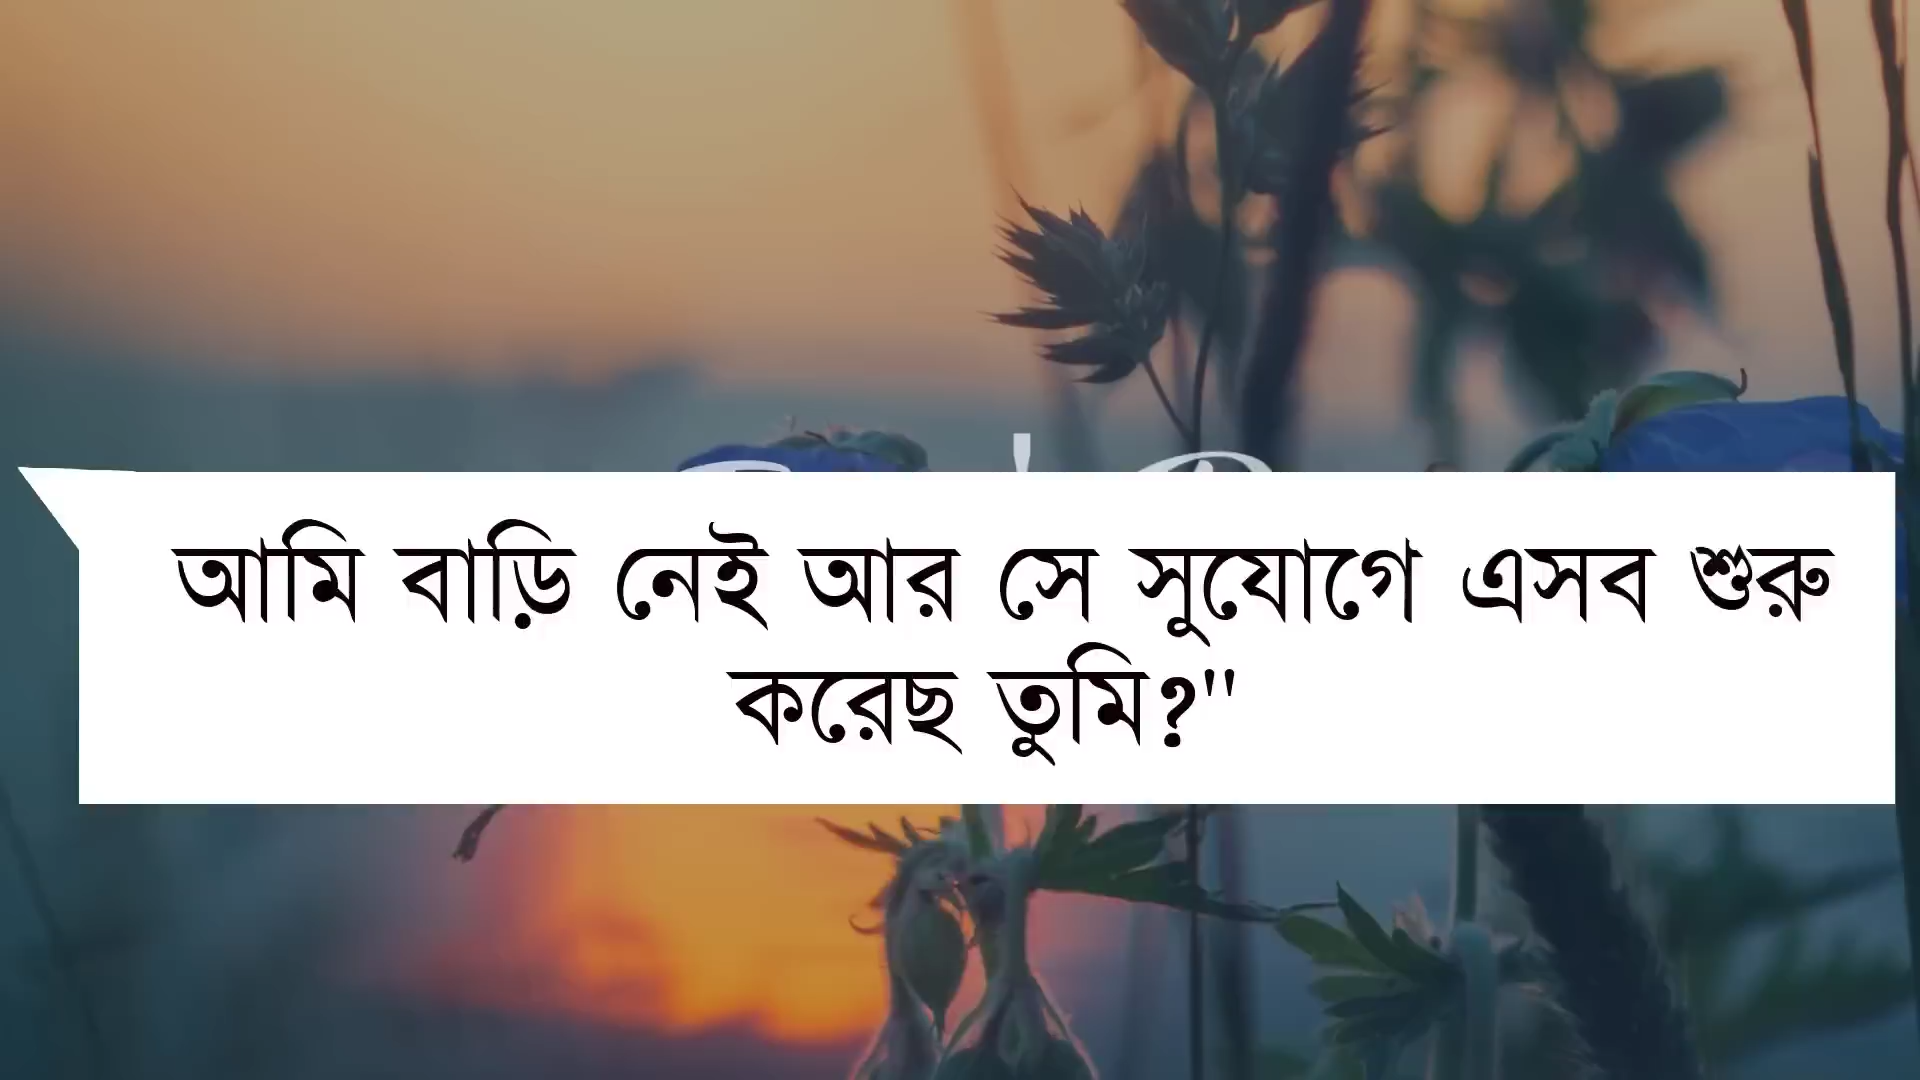 আমি বাড়ি নেই আর সে সুযোগে এসব শুরু
করেছ তুমি?"